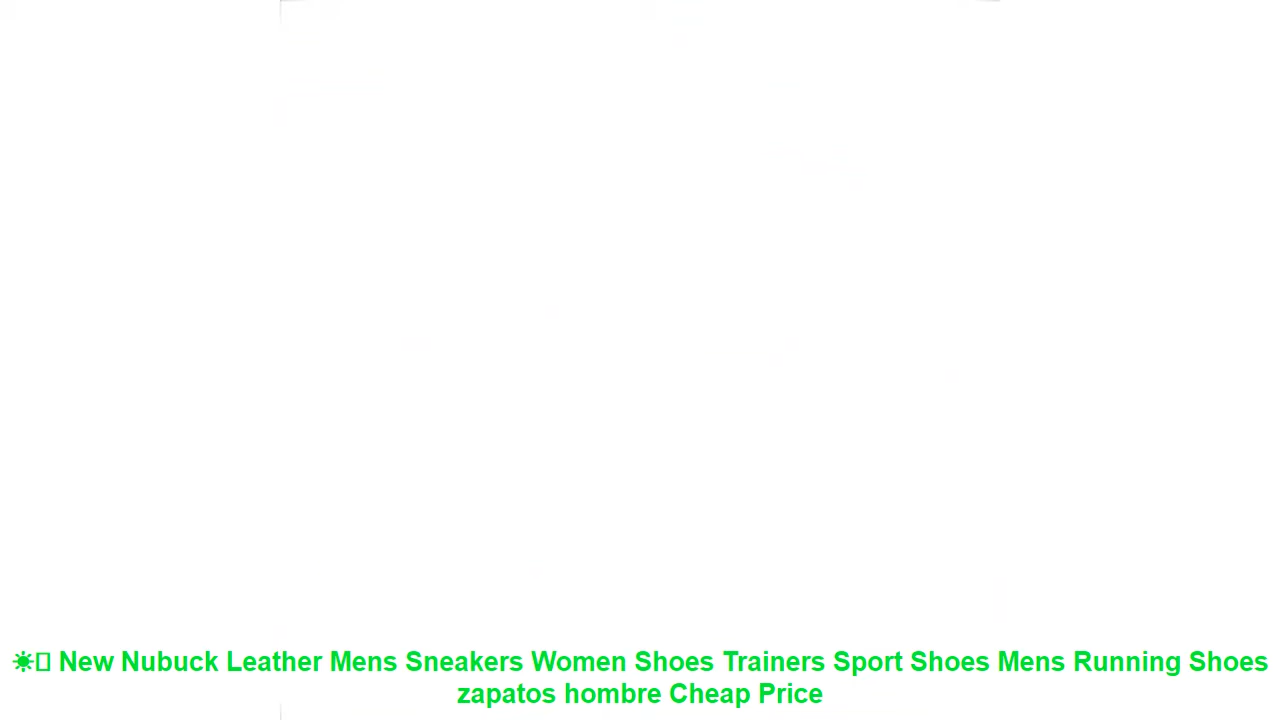 ☀️ New Nubuck Leather Mens Sneakers Women Shoes Trainers Sport Shoes Mens Running Shoes
zapatos hombre Cheap Price